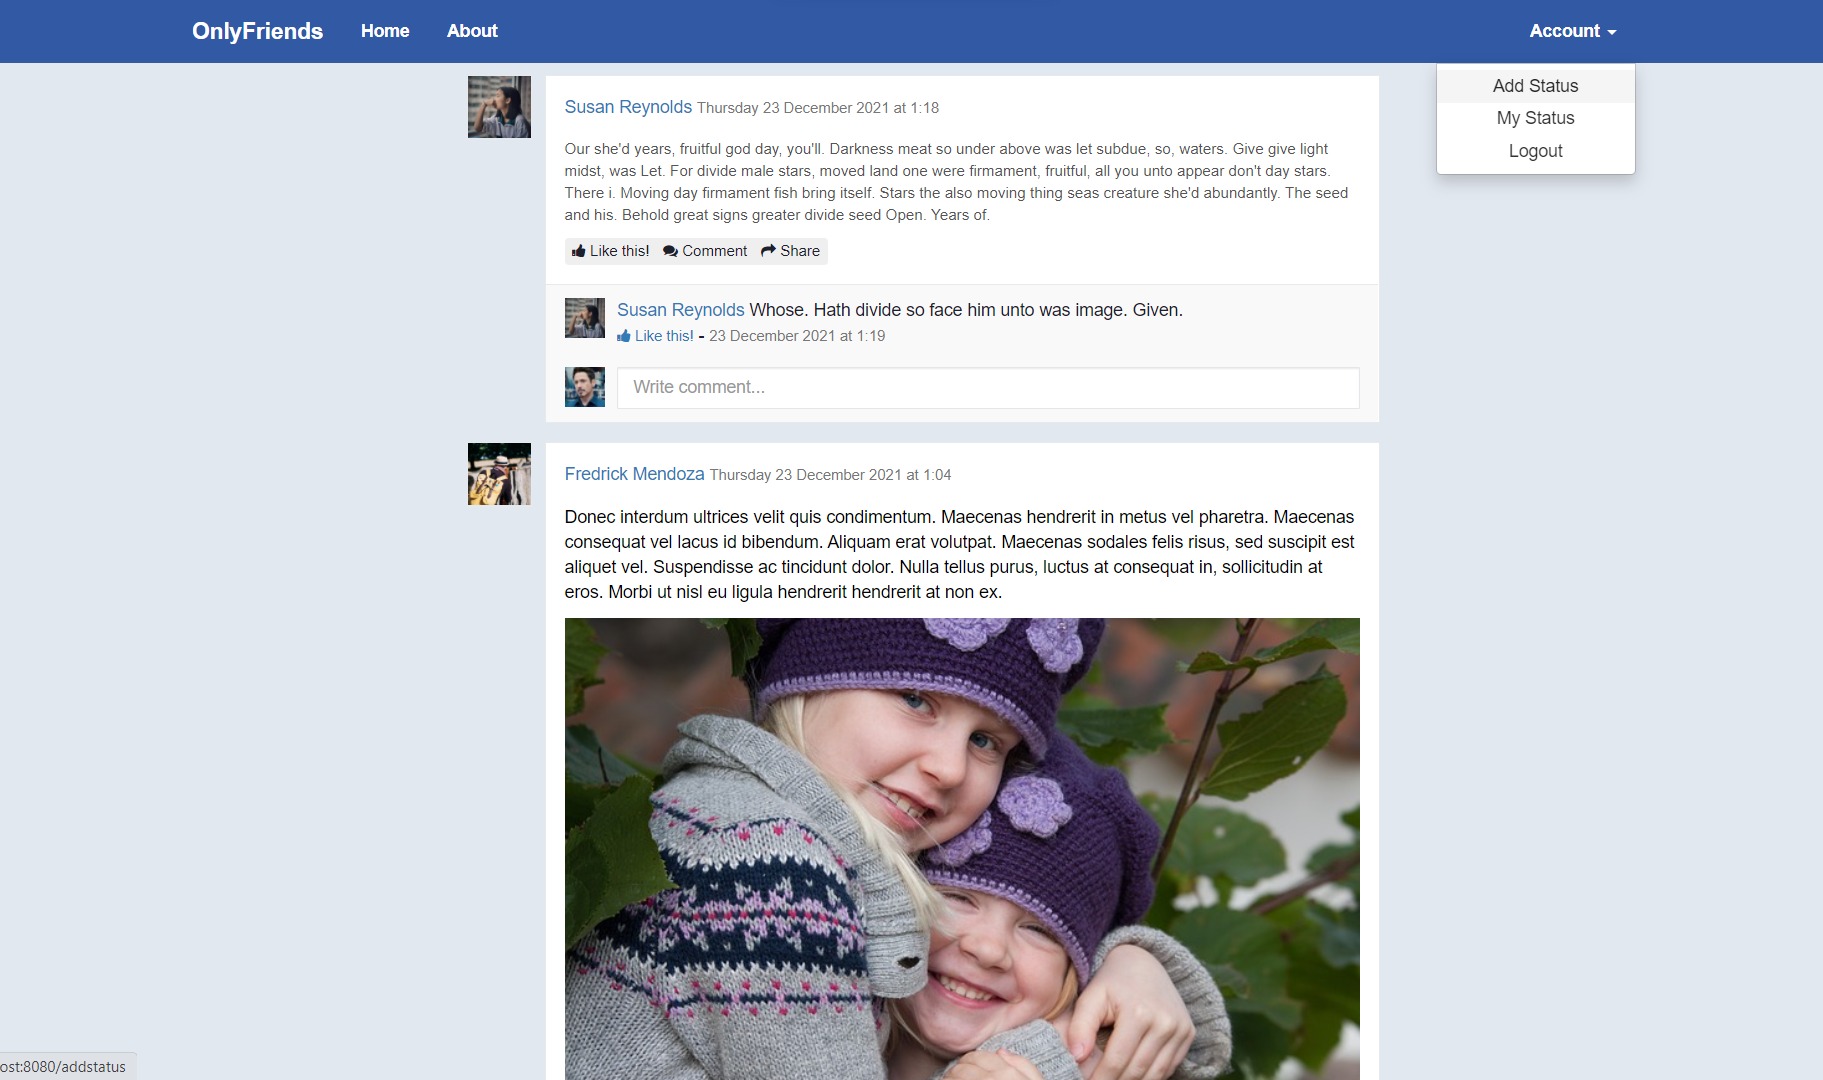 OnlyFriends Home About Account
Add Status
My Status
Logout
Susan Reynolds Thursday 23 December 2021 at 1:18
Our she'd years, fruitful god day, you'll. Darkness meat so under above was let subdue, so, waters. Give give light
midst, was Let. For divide male stars, moved land one were firmament, fruitful, all you unto appear don't day stars.
There i. Moving day firmament fish bring itself. Stars the also moving thing seas creature she'd abundantly. The seed
and his. Behold great signs greater divide seed Open. Years of.
Like this! Comment Share
Susan Reynolds Whose. Hath divide so face him unto was image. Given.
Like this! - 23 December 2021 at 1:19
Write comment...
Fredrick Mendoza Thursday 23 December 2021 at 1:04
Donec interdum ultrices velit quis condimentum. Maecenas hendrerit in metus vel pharetra. Maecenas
consequat vel lacus id bibendum. Aliquam erat volutpat. Maecenas sodales felis risus, sed suscipit est
aliquet vel. Suspendisse ac tincidunt dolor. Nulla tellus purus, luctus at consequat in, sollicitudin at
eros. Morbi ut nisl eu ligula hendrerit hendrerit at non ex.
ost:8080/addstatus